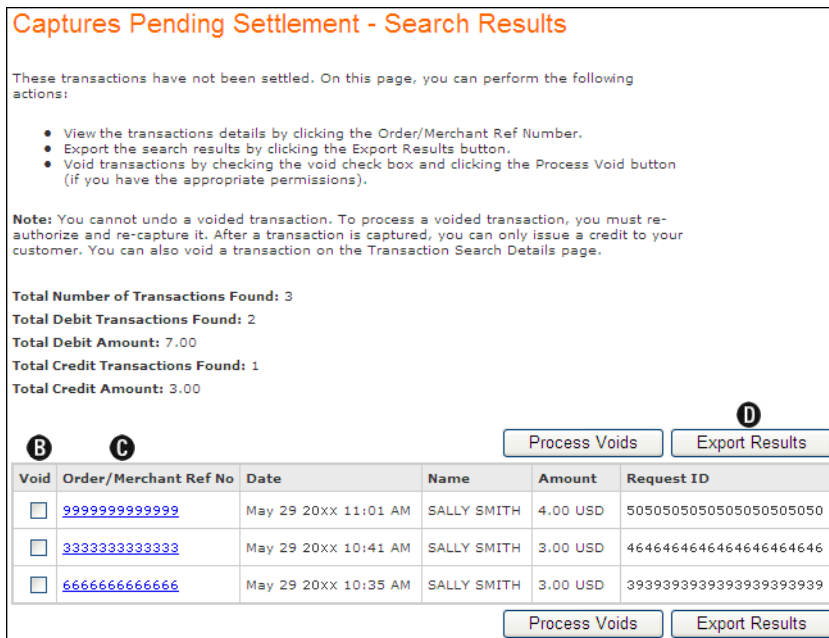 Captures Pending Settlement - Search Results
These transactions have not been settled. On this page, you can perform the following
actions:
View the transactions details by clicking the Order/Merchant Ref Number.
Export the search results by clicking the Export Results button.
Void transactions by checking the void check box and clicking the Process Void button
(if you have the appropriate permissions).
Note: You cannot undo a voided transaction. To process a voided transaction, you must re-
authorize and re-capture it. After a transaction is captured, you can only issue a credit to your
customer. You can also void a transaction on the Transaction Search Details page.
Total Number of Transactions Found: 3
Total Debit Transactions Found: 2
Total Debit Amount: 7.00
Total Credit Transactions Found: 1
Total Credit Amount: 3.00
D
B C Process Voids Export Results
Void Order/Merchant Ref No Date Name Amount Request ID
9999999999999 May 29 20xx 11:01 AM SALLY SMITH 4.00 USD 5050505050505050505050
3333333333333 May 29 20xx 10:41 AM SALLY SMITH 3.00 USD 4646464646464646464646
6666666666666 May 29 20xx 10:35 AM SALLY SMITH 3.00 USD 3939393939393939393939
Process Voids Export Results